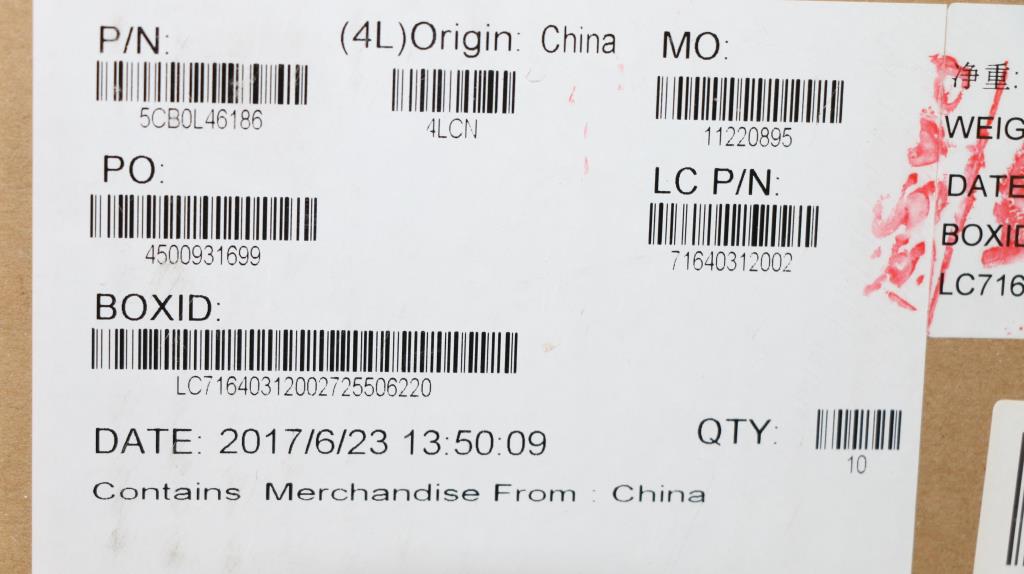 P/N: (4L)Origin: China MO:
5CB0L46186 4LCN 11220895
PO: LC P/N:
4500931699 71640312002
BOXID:
LC71640312002725506220
DATE: 2017/6/23 13:50:09 QTY:
10
Contains Merchandise From : China
净重:
WEIG
DATE
BOXID
LC716